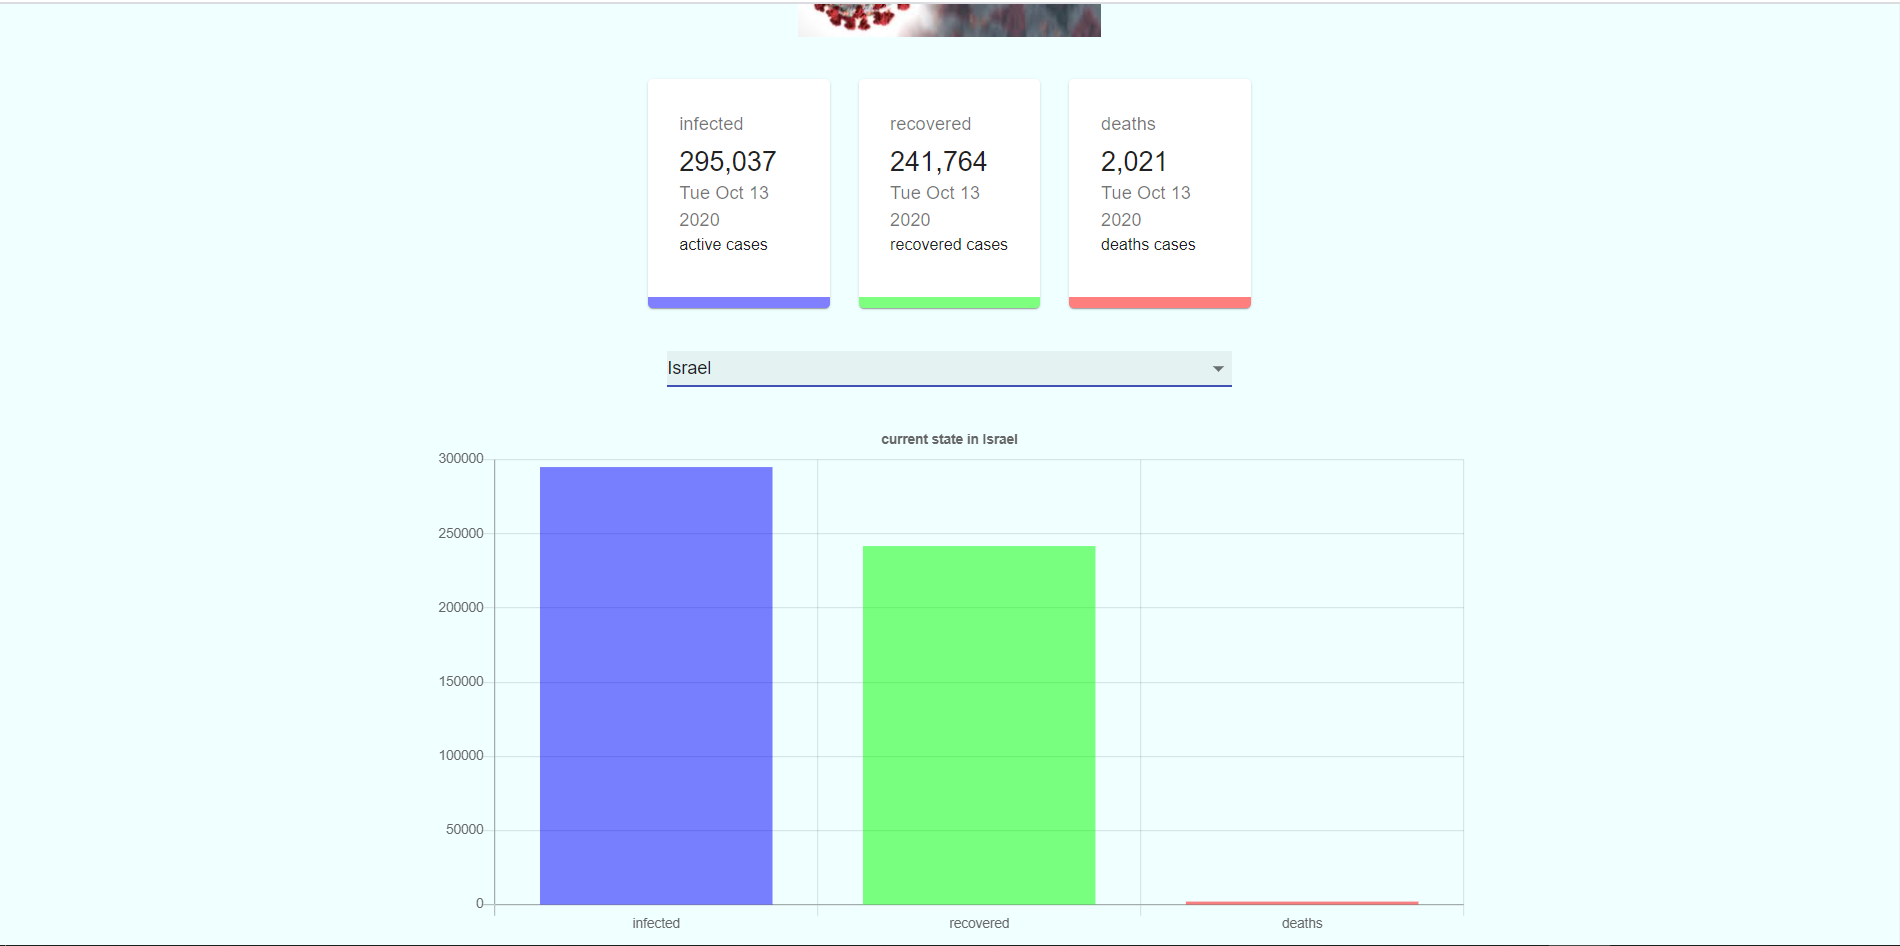 infected
295,037
Tue Oct 13
2020
active cases
recovered
241,764
Tue Oct 13
2020
recovered cases
deaths
2,021
Tue Oct 13
2020
deaths cases
Israel
current state in Israel
300000
250000
200000
150000
100000
50000
0
infected
recovered
deaths